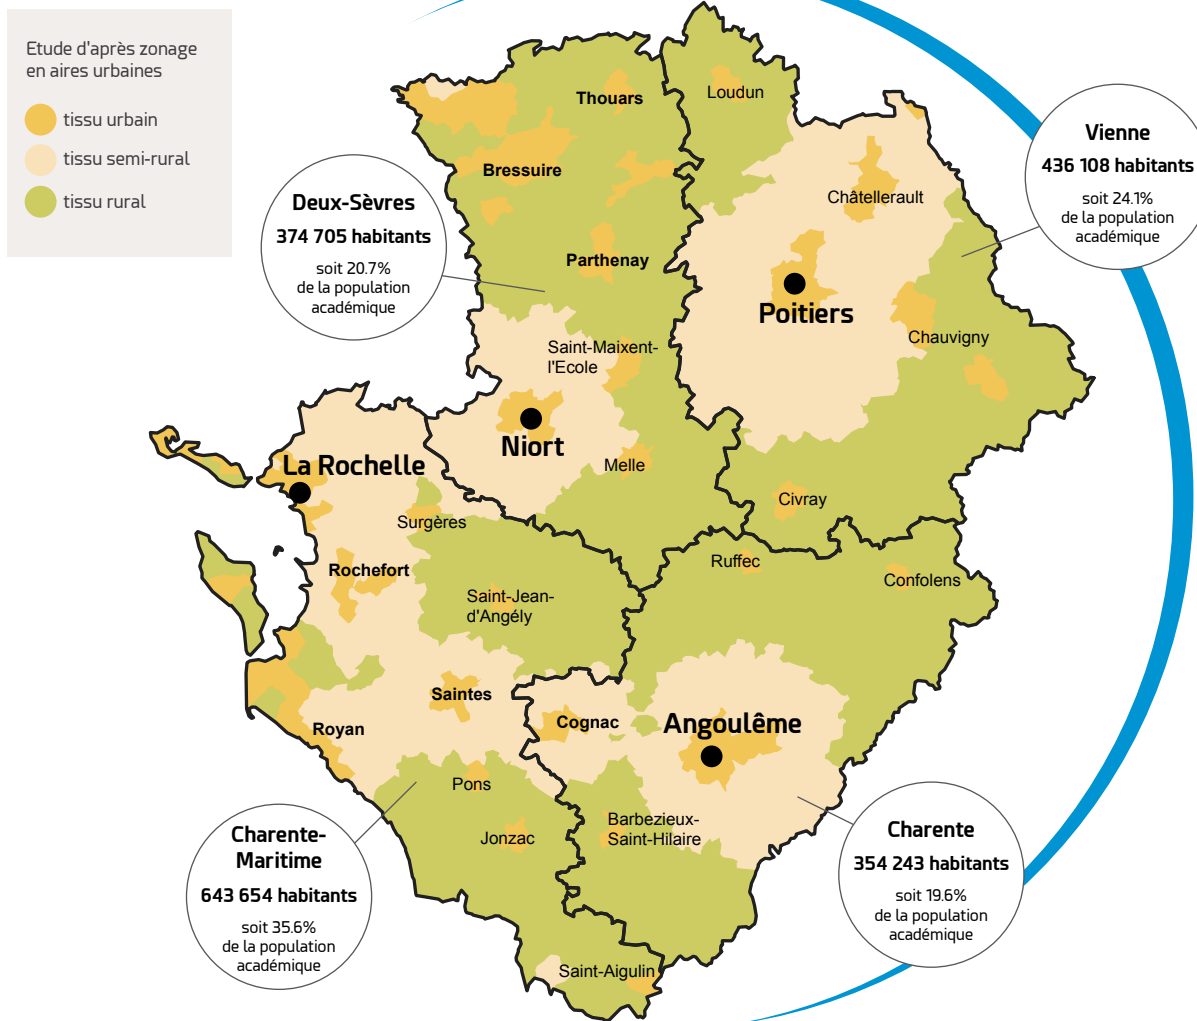 Etude d'après zonage
en aires urbaines
tissu urbain
tissu semi-rural
tissu rural
Thouars
Loudun
Vienne
436 108 habitants
soit 24.1%
de la population
académique
Bressuire
Châtellerault
Deux-Sèvres
374 705 habitants
soit 20.7%
de la population
académique
Parthenay
Poitiers
Chauvigny
Saint-Maixent-
l'Ecole
Niort
La Rochelle
Melle
Civray
Surgères
Rochefort
Ruffec
Confolens
Saint-Jean-
d'Angély
Saintes
Cognac
Angoulême
Royan
Pons
Jonzac
Barbezieux-
Saint-Hilaire
Charente-
Maritime
643 654 habitants
soit 35.6%
de la population
académique
Charente
354 243 habitants
soit 19.6%
de la population
académique
Saint-Aigulin